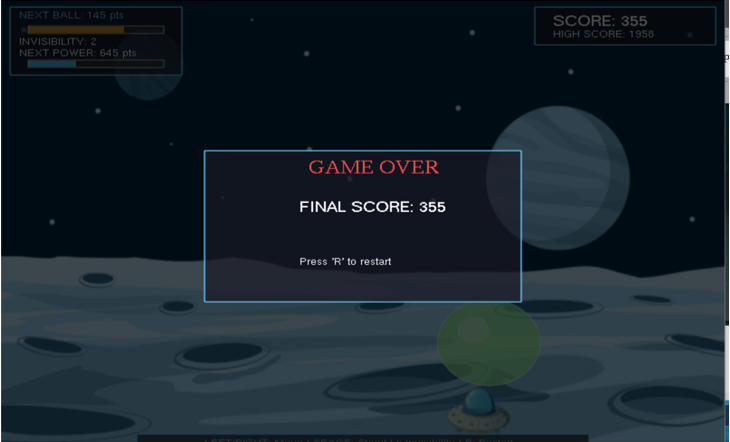 NEXT BALL: 145 pts
INVISIBILITY: 2
NEXT POWER: 645 pts
SCORE: 355
HIGH SCORE: 1958
GAME OVER
FINAL SCORE: 355
Press "R" to restart